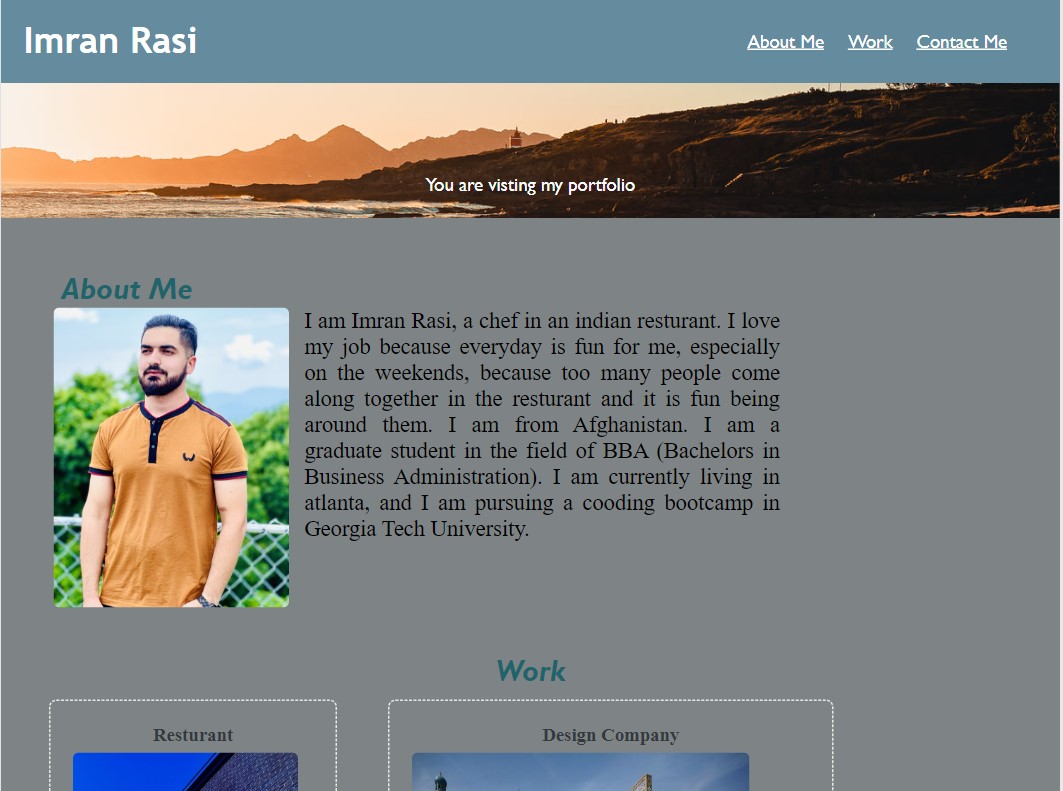 Imran Rasi
About Me Work Contact Me
You are visting my portfolio
About Me
I am Imran Rasi, a chef in an indian resturant. I love
my job because everyday is fun for me, especially
on the weekends, because too many people come
along together in the resturant and it is fun being
around them. I am from Afghanistan. I am a
graduate student in the field of BBA (Bachelors in
Business Administration). I am currently living in
atlanta, and I am pursuing a cooding bootcamp in
Georgia Tech University.
Work
Resturant
Design Company